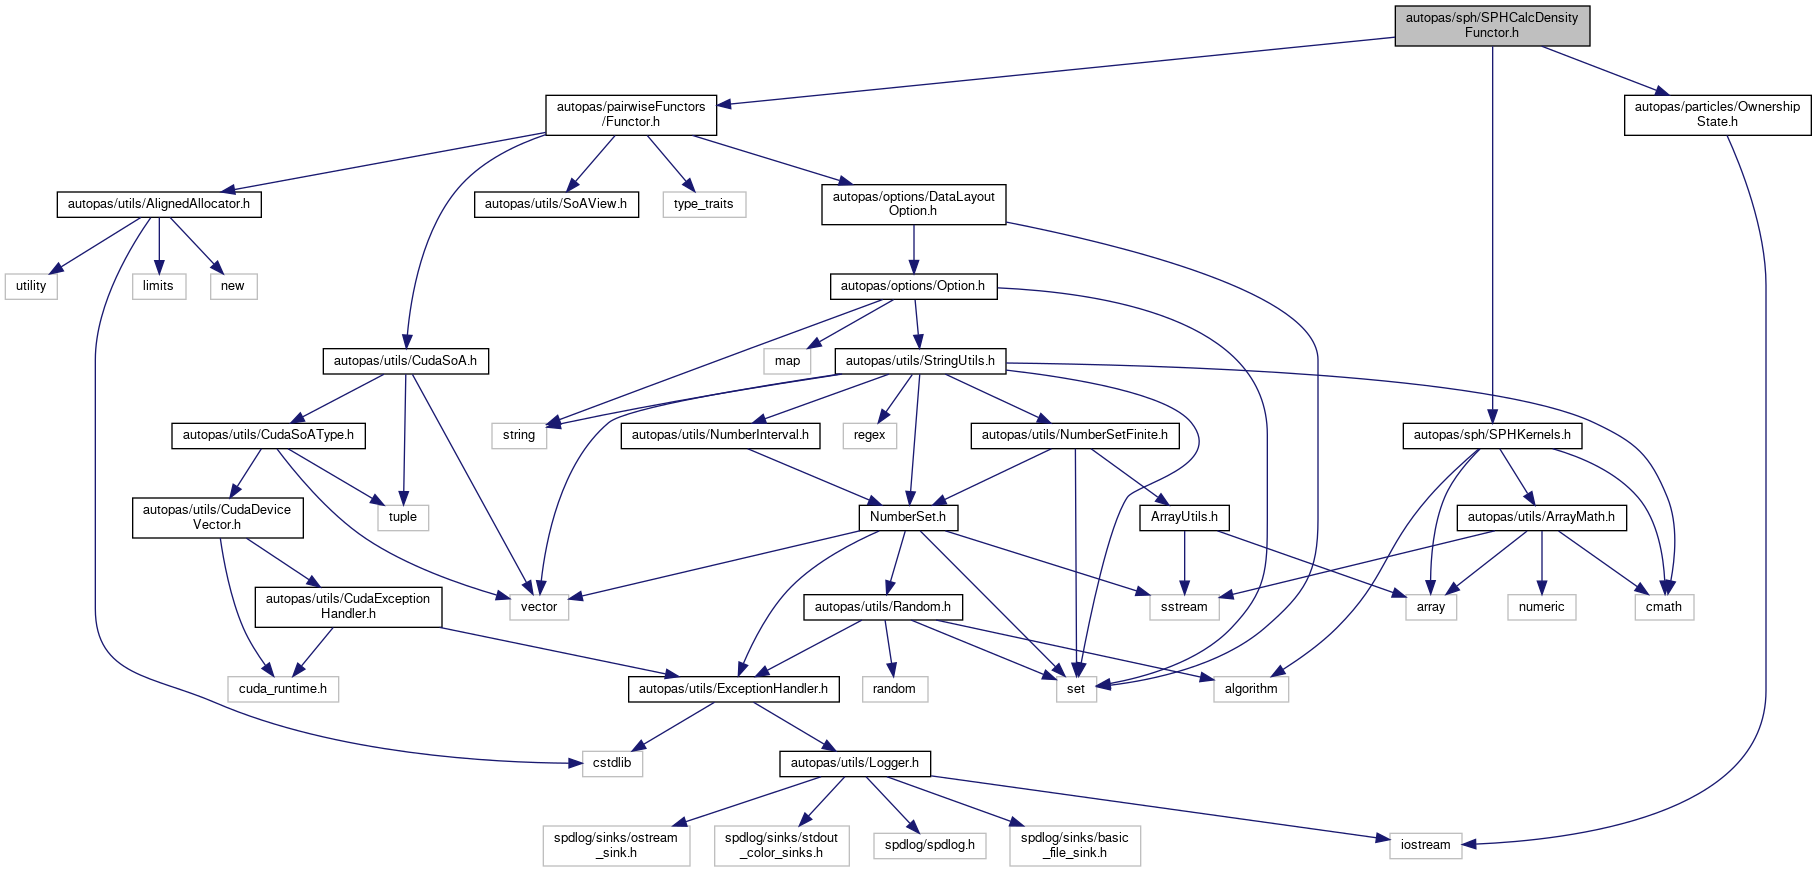 autopas/sph/SPHCalcDensity
Functor.h
autopas/pairwiseFunctors
/Functor.h
autopas/particles/Ownership
State.h
autopas/utils/AlignedAllocator.h
autopas/utils/SoAView.h
type_traits
autopas/options/DataLayout
Option.h
utility
limits
new
autopas/options/Option.h
autopas/utils/CudaSoA.h
map
autopas/utils/StringUtils.h
autopas/utils/CudaSoAType.h
string
autopas/utils/NumberInterval.h
regex
autopas/utils/NumberSetFinite.h
autopas/sph/SPHKernels.h
autopas/utils/CudaDevice
Vector.h
tuple
NumberSet.h
ArrayUtils.h
autopas/utils/ArrayMath.h
autopas/utils/CudaException
Handler.h
vector
autopas/utils/Random.h
sstream
array
numeric
cmath
cuda_runtime.h
autopas/utils/ExceptionHandler.h
random
set
algorithm
cstdlib
autopas/utils/Logger.h
spdlog/sinks/ostream
_sink.h
spdlog/sinks/stdout
_color_sinks.h
spdlog/spdlog.h
spdlog/sinks/basic
_file_sink.h
iostream